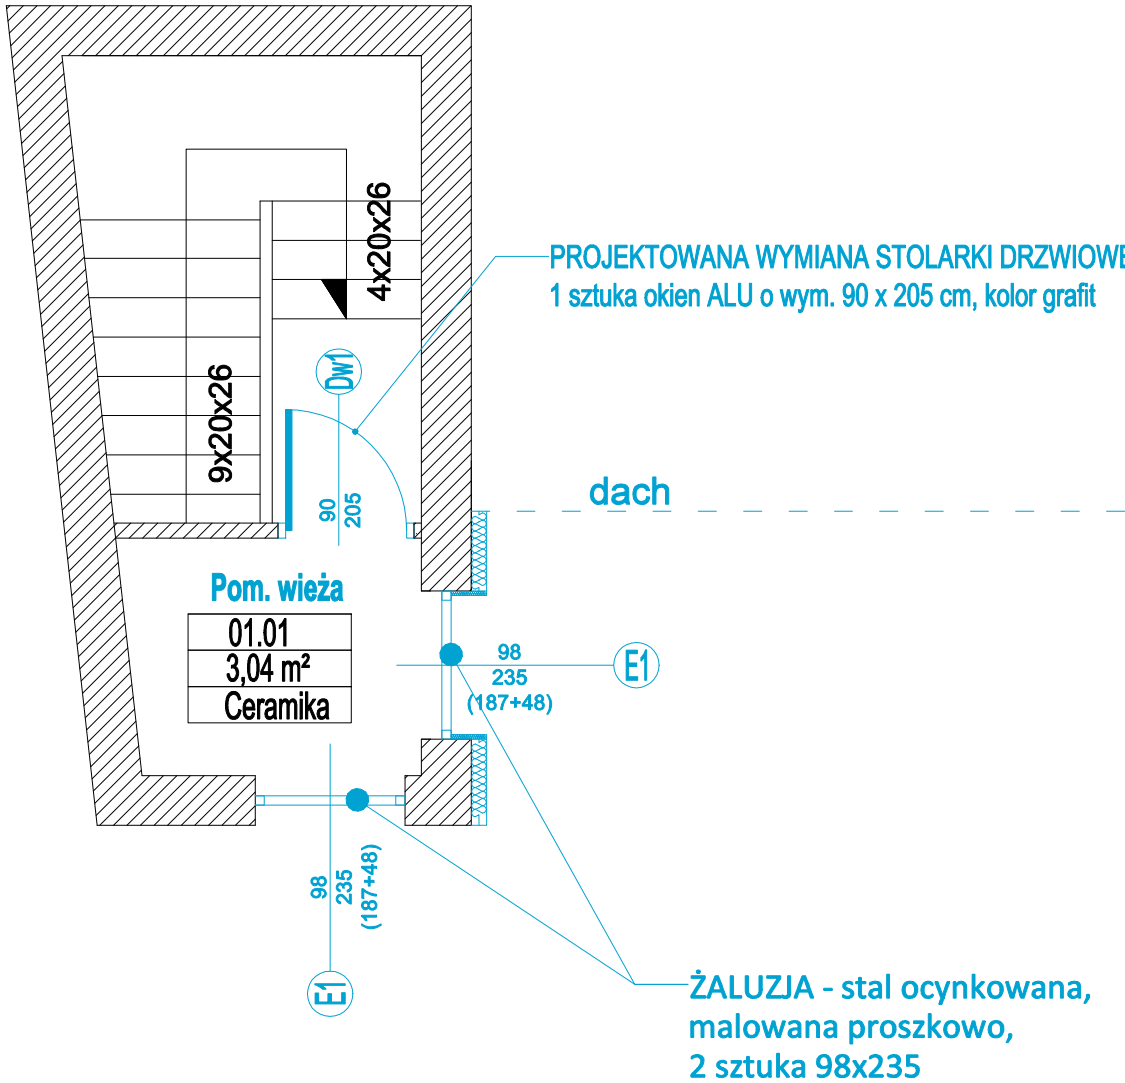 4x20x26
PROJEKTOWANA WYMIANA STOLARKI DRZWIOWE
1 sztuka okien ALU o wym. 90 x 205 cm, kolor grafit
Dw1
9x20x26
90
205
dach
Pom. wieża
01.01
3,04 m²
Ceramika
98
235
(187+48)
E1
98
235
(187+48)
E1
ŻALUZJA - stal ocynkowana,
malowana proszkowo,
2 sztuka 98x235